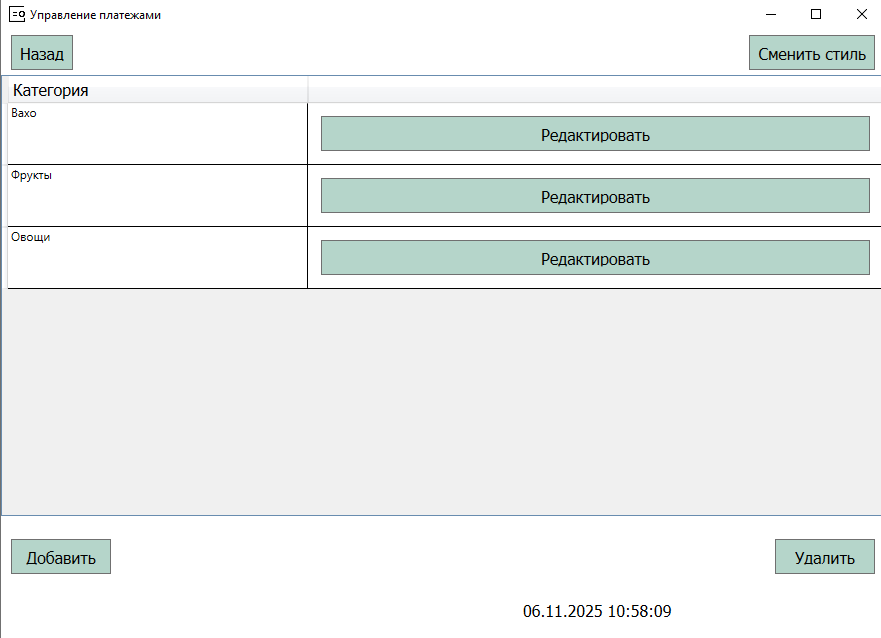 Управление платежами
Назад
Сменить стиль
Категория
Вахо
Редактировать
Фрукты
Редактировать
Овощи
Редактировать
Добавить
Удалить
06.11.2025 10:58:09